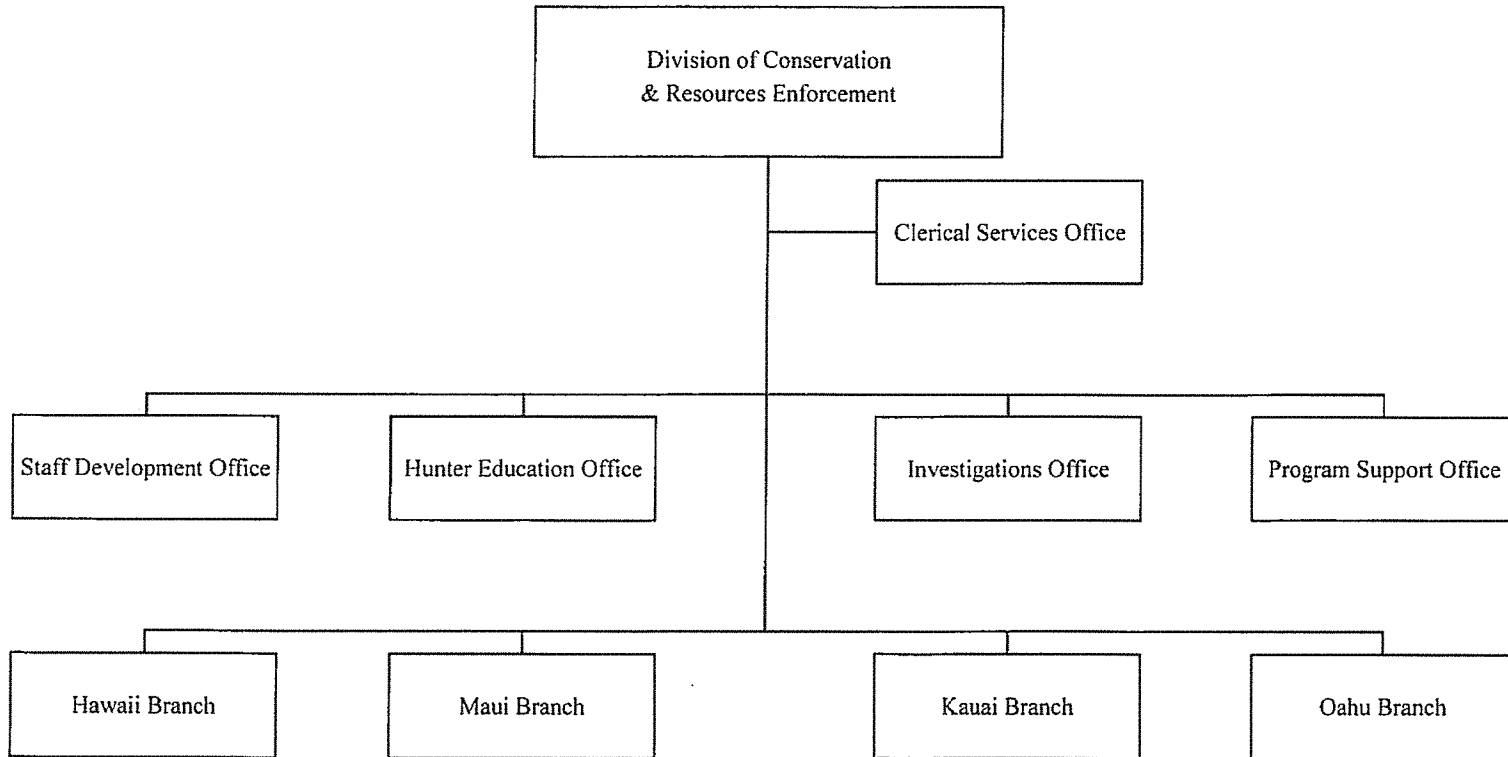 Division of Conservation
& Resources Enforcement
Clerical Services Office
Staff Development Office
Hunter Education Office
Investigations Office
Program Support Office
Hawaii Branch
Maui Branch
Kauai Branch
Oahu Branch